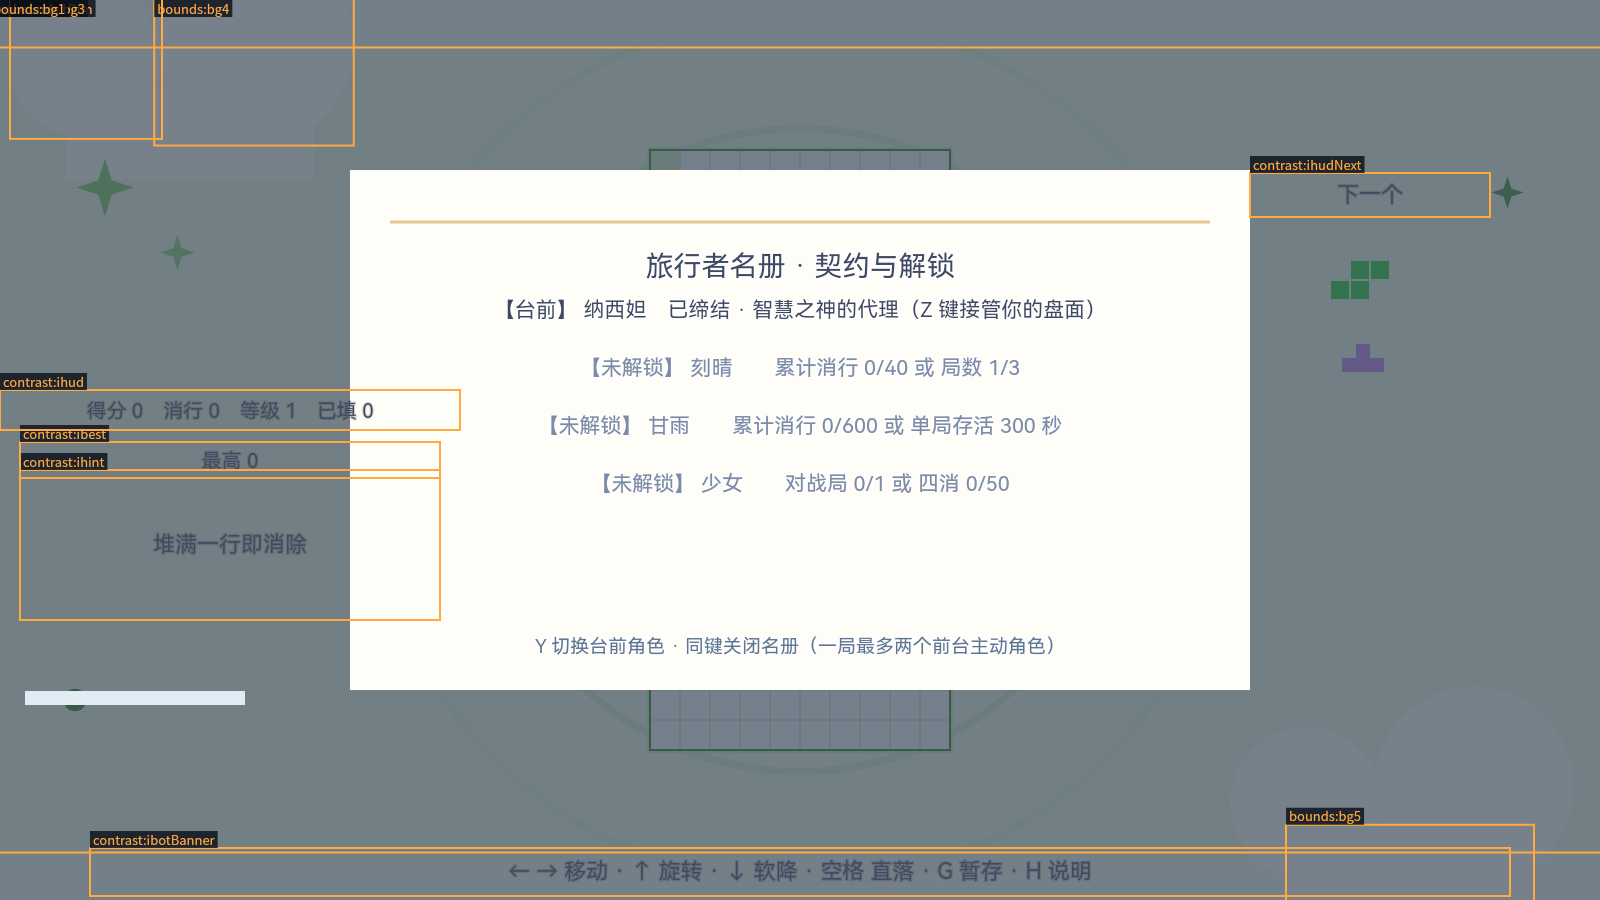 ounds:bg1
bounds:bg4
contrast:ihudNext
下一个
旅行者名册 · 契约与解锁
【台前】 纳西妲 已缔结 · 智慧之神的代理（Z 键接管你的盘面）
【未解锁】 刻晴 累计消行 0/40 或 局数 1/3
contrast:ihud
得分 0 消行 0 等级 1 已填 0
【未解锁】 甘雨 累计消行 0/600 或 单局存活 300 秒
contrast:ibest
最高 0
contrast:ihint
【未解锁】 少女 对战局 0/1 或 四消 0/50
堆满一行即消除
Y 切换台前角色 · 同键关闭名册（一局最多两个前台主动角色）
bounds:bg5
contrast:ibotBanner
← → 移动 · ↑ 旋转 · ↓ 软降 · 空格 直落 · G 暂存 · H 说明